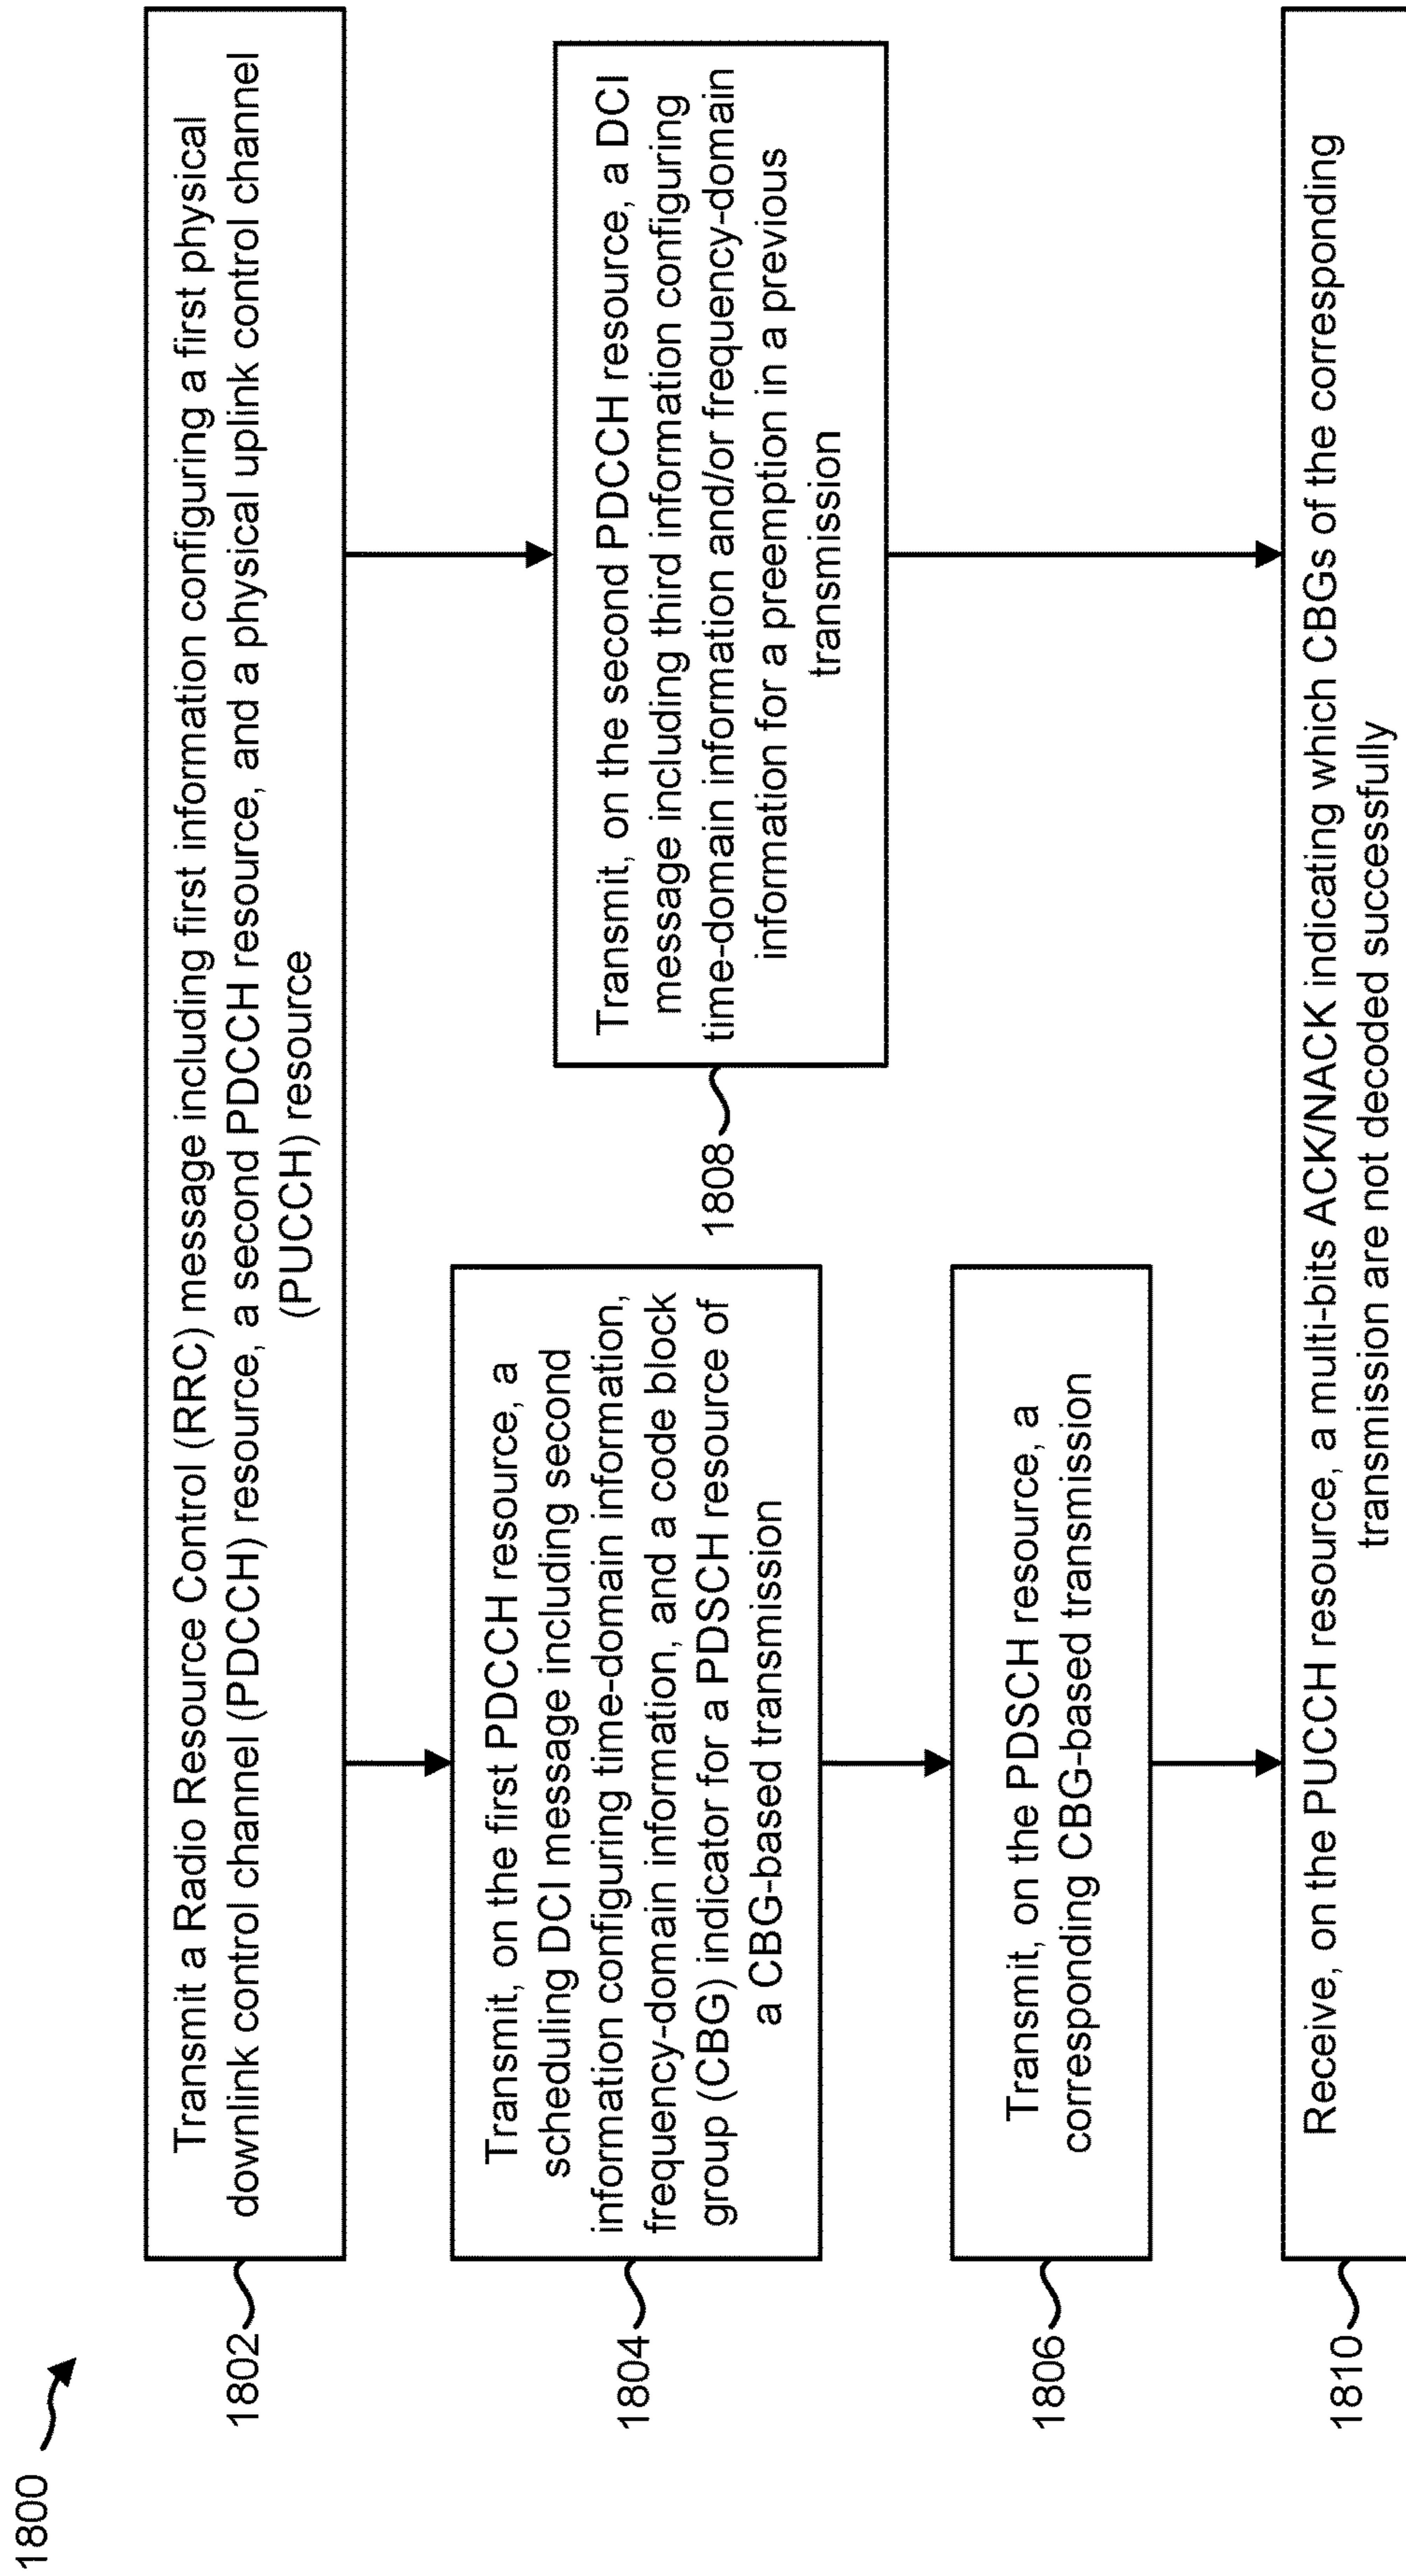 1800
1802
Transmit a Radio Resource Control (RRC) message including first information configuring a first physical
downlink control channel (PDCCH) resource, a second PDCCH resource, and a physical uplink control channel
(PUCCH) resource
1804
Transmit, on the first PDCCH resource, a
scheduling DCI message including second
information configuring time-domain information,
frequency-domain information, and a code block
group (CBG) indicator for a PDSCH resource of
a CBG-based transmission
1808
Transmit, on the second PDCCH resource, a DCI
message including third information configuring
time-domain information and/or frequency-domain
information for a preemption in a previous
transmission
1806
Transmit, on the PDSCH resource, a
corresponding CBG-based transmission
1810
Receive, on the PUCCH resource, a multi-bits ACK/NACK indicating which CBGs of the corresponding
transmission are not decoded successfully